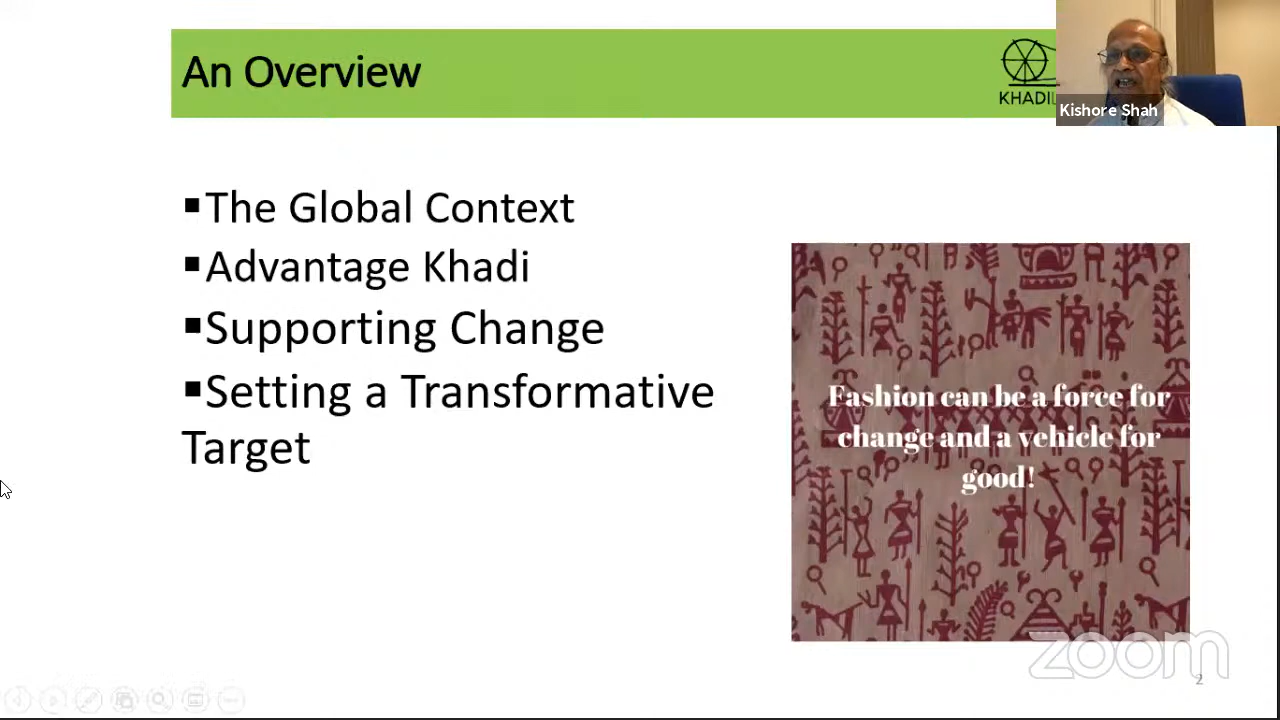 An Overview
KHADI
Kishore Shah
▪The Global Context
▪Advantage Khadi
▪Supporting Change
▪Setting a Transformative
Target
Fashion can be a force for
change and a vehicle for
good!
zoom
2